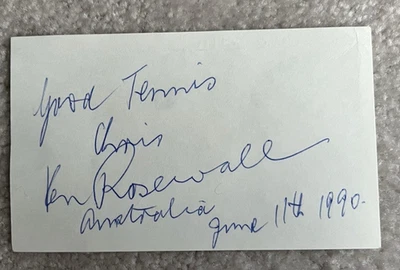 Good Tennis
Chris
Ken Rosewall
Australia
June 11th 1990.